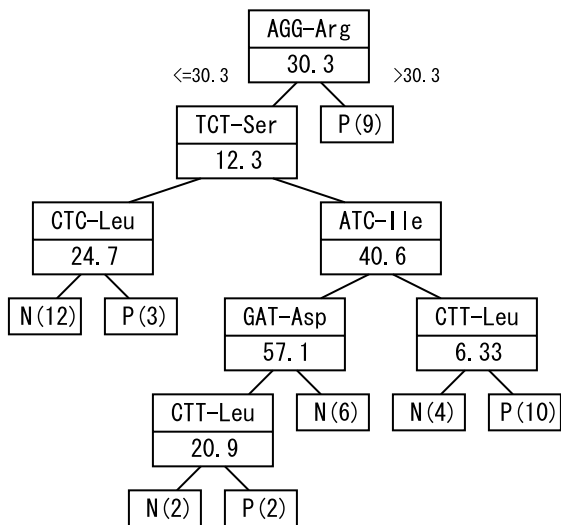 AGG-Arg
30.3
<=30.3
>30.3
TCT-Ser
12.3
P(9)
CTC-Leu
24.7
ATC-Ile
40.6
N(12)
P(3)
GAT-Asp
57.1
CTT-Leu
6.33
CTT-Leu
20.9
N(6)
N(4)
P(10)
N(2)
P(2)